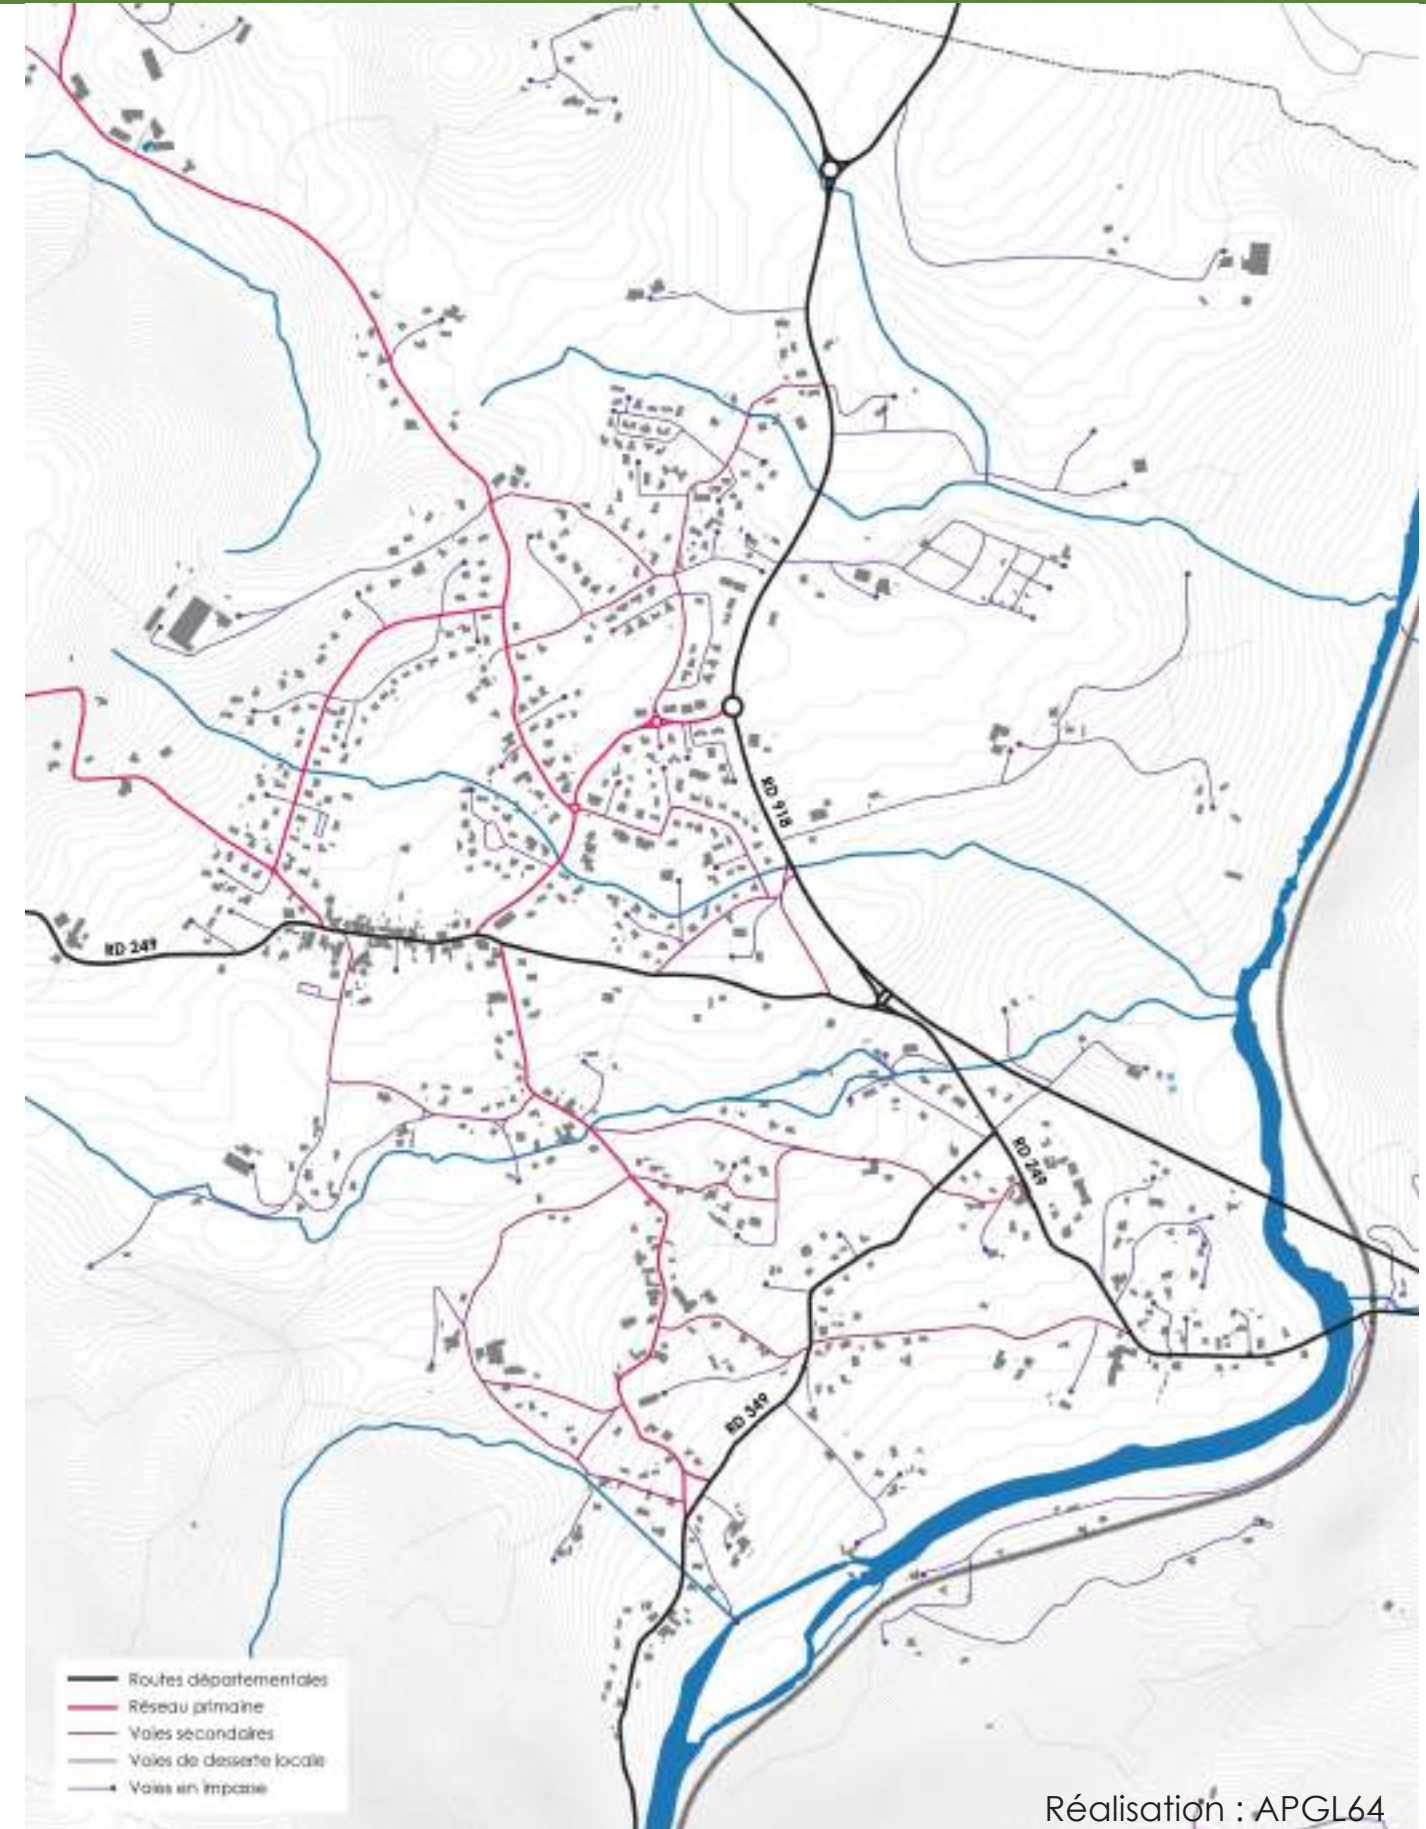 RD 918
RD 249
RD 249
RD 349
Routes départementales
Réseau primaire
Voies secondaires
Voies de desserte locale
Voies en impasse
Réalisation : APGL64